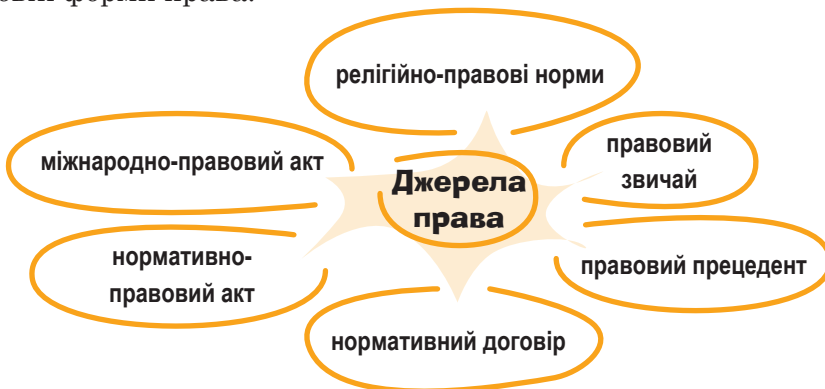 форми права.
релігійно-правові норми
міжнародно-правовий акт
правовий
звичай
Джерела
права
нормативно-
правовий акт
правовий прецедент
нормативний договір